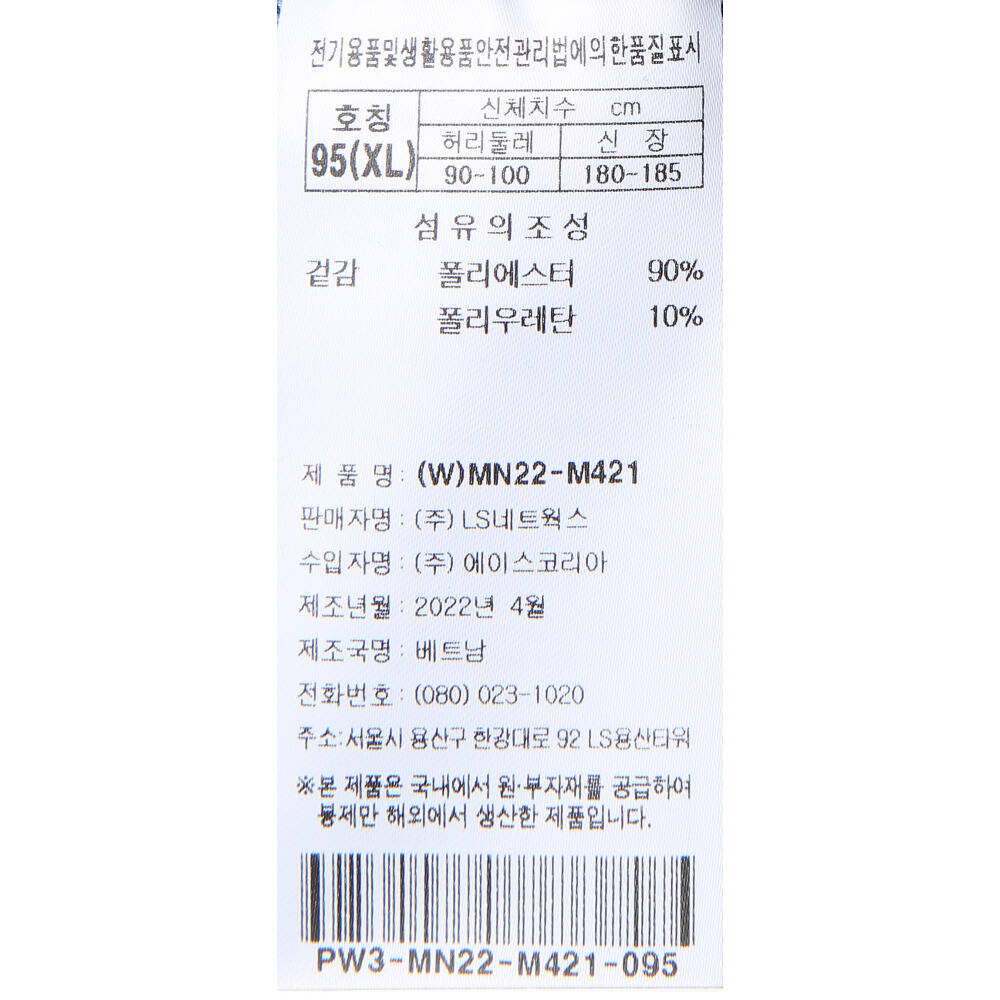 전기용품및생활용품안전관리법에의한품질표시
호칭 신체치수 cm
허리둘레 신 장
95(XL) 90~100 180~185
섬유의조성
겉감 폴리에스터 90%
폴리우레탄 10%
제 품 명 : (W)MN22-M421
판매자명 : (주) LS네트웍스
수입자명 : (주) 에이스코리아
제조년월 : 2022년 4월
제조국명 : 베트남
전화번호 : (080) 023-1020
주소:서울시 용산구 한강대로 92 LS용산타워
※본 제품은 국내에서 원·부자재를 공급하여
봉제만 해외에서 생산한 제품입니다.
PW3-MN22-M421-095